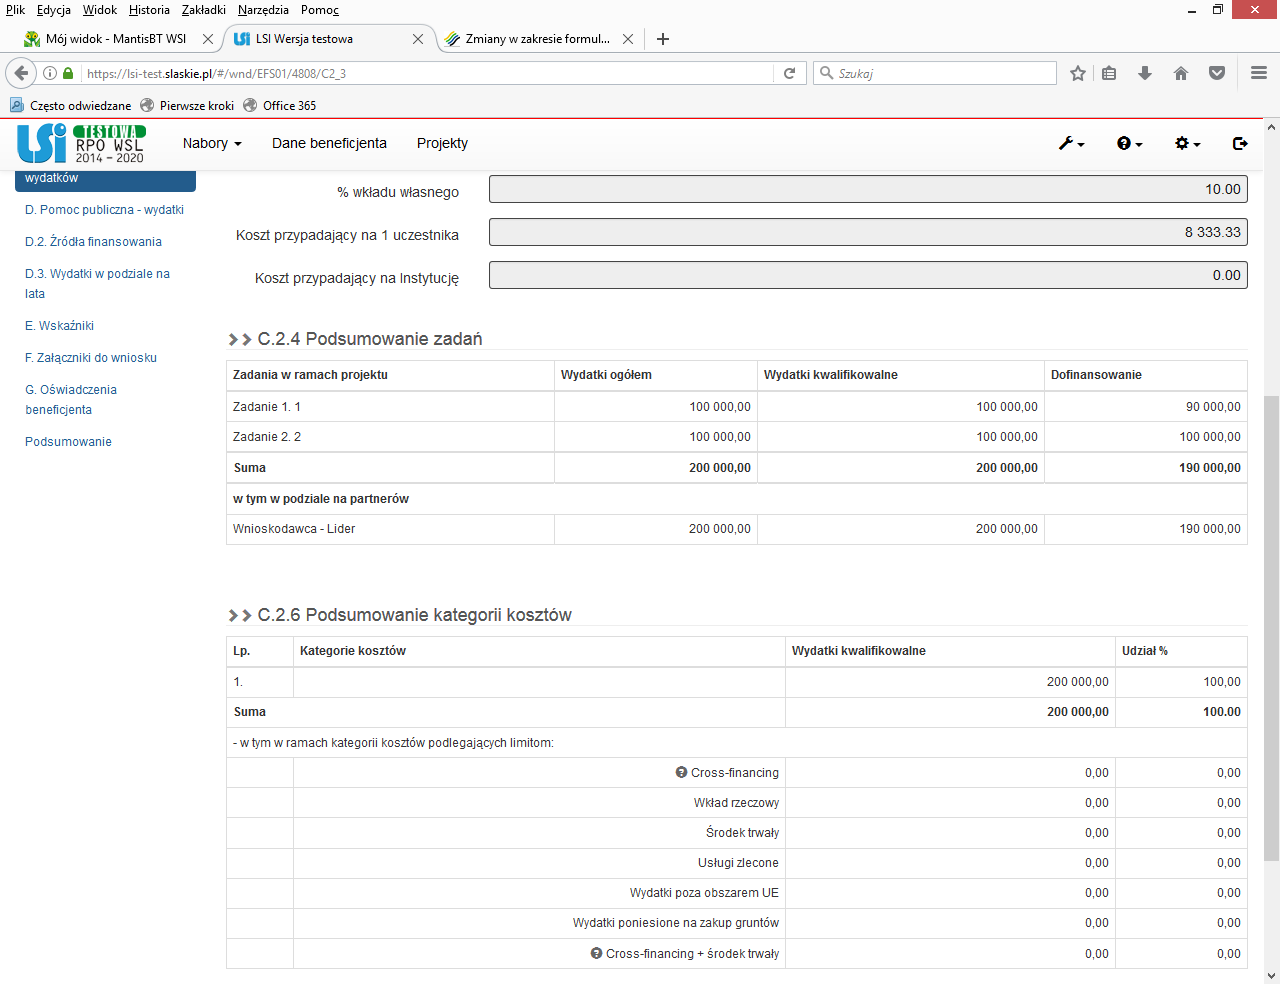 Plik Edycja Widok Historia Zakładki Narzędzia Pomoc
Mój widok - MantisBT WSI
LSI Wersja testowa
Zmiany w zakresie formul...
https://lsi-test.slaskie.pl/#/wnd/EFS01/4808/C2_3
Szukaj
Często odwiedzane Pierwsze kroki Office 365
LSI TESTOWA
RPO WSL
2014 – 2020
Nabory Dane beneficjenta Projekty
wydatków
D. Pomoc publiczna - wydatki
D.2. Źródła finansowania
D.3. Wydatki w podziale na
lata
E. Wskaźniki
F. Załączniki do wniosku
G. Oświadczenia
beneficjenta
Podsumowanie
% wkładu własnego 10.00
Koszt przypadający na 1 uczestnika 8 333.33
Koszt przypadający na Instytucję 0.00
C.2.4 Podsumowanie zadań
Zadania w ramach projektu Wydatki ogółem Wydatki kwalifikowalne Dofinansowanie
Zadanie 1. 1 100 000,00 100 000,00 90 000,00
Zadanie 2. 2 100 000,00 100 000,00 100 000,00
Suma 200 000,00 200 000,00 190 000,00
w tym w podziale na partnerów
Wnioskodawca - Lider 200 000,00 200 000,00 190 000,00
C.2.6 Podsumowanie kategorii kosztów
Lp. Kategorie kosztów Wydatki kwalifikowalne Udział %
1. 200 000,00 100,00
Suma 200 000,00 100.00
- w tym w ramach kategorii kosztów podlegających limitom:
Cross-financing 0,00 0,00
Wkład rzeczowy 0,00 0,00
Środek trwały 0,00 0,00
Usługi zlecone 0,00 0,00
Wydatki poza obszarem UE 0,00 0,00
Wydatki poniesione na zakup gruntów 0,00 0,00
Cross-financing + środek trwały 0,00 0,00